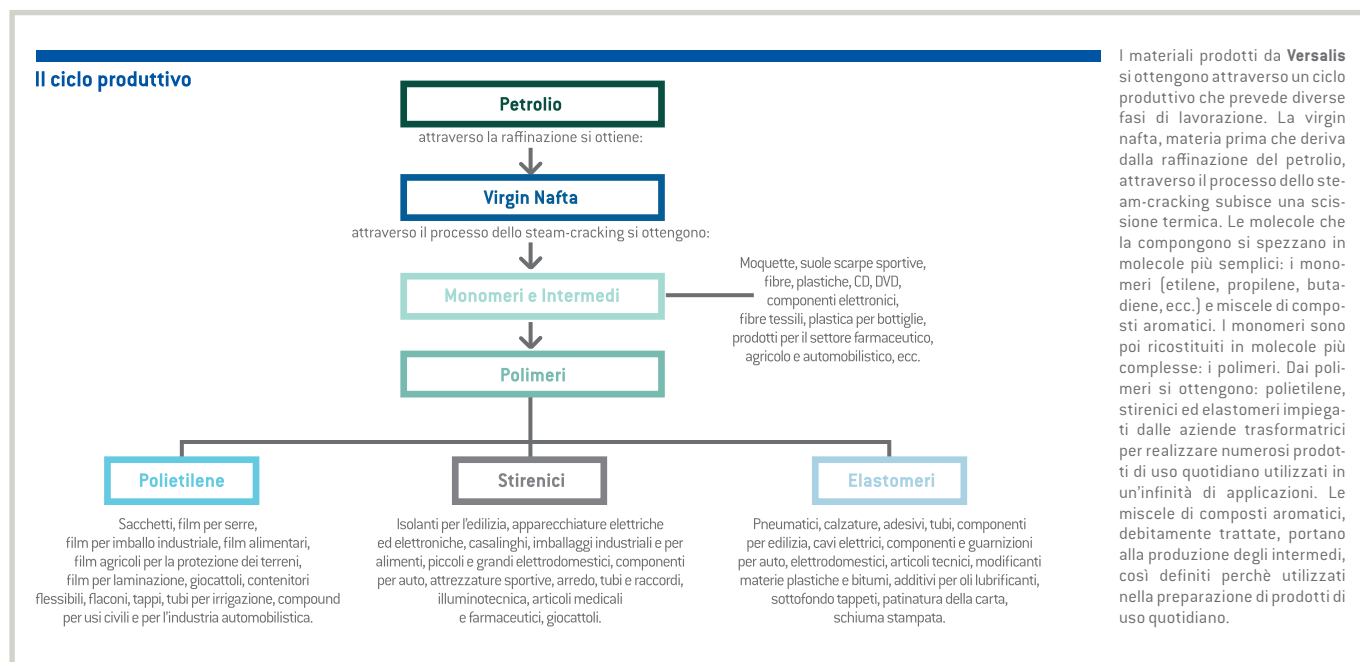 Il ciclo produttivo
Petrolio
attraverso la raffinazione si ottiene:
Virgin Nafta
attraverso il processo dello steam-cracking si ottengono:
Monomeri e Intermedi
Moquette, suole scarpe sportive,
fibre, plastiche, CD, DVD,
componenti elettronici,
fibre tessili, plastica per bottiglie,
prodotti per il settore farmaceutico,
agricolo e automobilistico, ecc.
Polimeri
Polietilene
Sacchetti, film per serre,
film per imballo industriale, film alimentari,
film agricoli per la protezione dei terreni,
film per laminazione, giocattoli, contenitori
flessibili, flaconi, tappi, tubi per irrigazione, compound
per usi civili e per l'industria automobilistica.
Stirenici
Isolanti per l'edilizia, apparecchiature elettriche
ed elettroniche, casalinghi, imballaggi industriali e per
alimenti, piccoli e grandi elettrodomestici, componenti
per auto, attrezzature sportive, arredo, tubi e raccordi,
illuminotecnica, articoli medicali
e farmaceutici, giocattoli.
Elastomeri
Pneumatici, calzature, adesivi, tubi, componenti
per edilizia, cavi elettrici, componenti e guarnizioni
per auto, elettrodomestici, articoli tecnici, modificanti
materie plastiche e bitumi, additivi per oli lubrificanti,
sottofondo tappeti, patinatura della carta,
schiuma stampata.
I materiali prodotti da Versalis
si ottengono attraverso un ciclo
produttivo che prevede diverse
fasi di lavorazione. La virgin
nafta, materia prima che deriva
dalla raffinazione del petrolio,
attraverso il processo dello ste-
am-cracking subisce una scis-
sione termica. Le molecole che
la compongono si spezzano in
molecole più semplici: i mono-
meri (etilene, propilene, buta-
diene, ecc.) e miscele di compo-
sti aromatici. I monomeri sono
poi ricostituiti in molecole più
complesse: i polimeri. Dai poli-
meri si ottengono: polietilene,
stirenici ed elastomeri impiega-
ti dalle aziende trasformatrici
per realizzare numerosi prodot-
ti di uso quotidiano utilizzati in
un'infinità di applicazioni. Le
miscele di composti aromatici,
debitamente trattate, portano
alla produzione degli intermedi,
così definiti perchè utilizzati
nella preparazione di prodotti di
uso quotidiano.